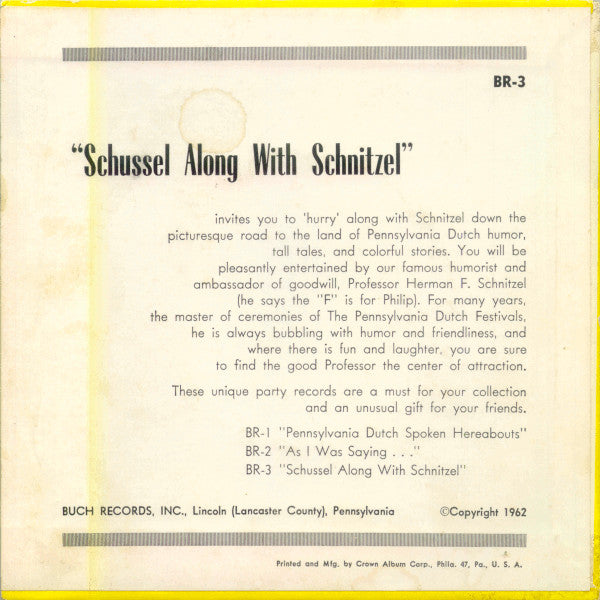 BR-3
“Schussel Along With Schnitzel”
invites you to 'hurry' along with Schnitzel down the
picturesque road to the land of Pennsylvania Dutch humor,
tall tales, and colorful stories. You will be
pleasantly entertained by our famous humorist and
ambassador of goodwill, Professor Herman F. Schnitzel
(he says the "F" is for Philip). For many years,
the master of ceremonies of The Pennsylvania Dutch Festivals,
he is always bubbling with humor and friendliness, and
where there is fun and laughter, you are sure
to find the good Professor the center of attraction.
These unique party records are a must for your collection
and an unusual gift for your friends.
BR-1 "Pennsylvania Dutch Spoken Hereabouts"
BR-2 "As I Was Saying . . ."
BR-3 "Schussel Along With Schnitzel"
BUCH RECORDS, INC., Lincoln (Lancaster County), Pennsylvania ©Copyright 1962
Printed and Mfg. by Crown Album Corp., Phila. 47, Pa., U. S. A.